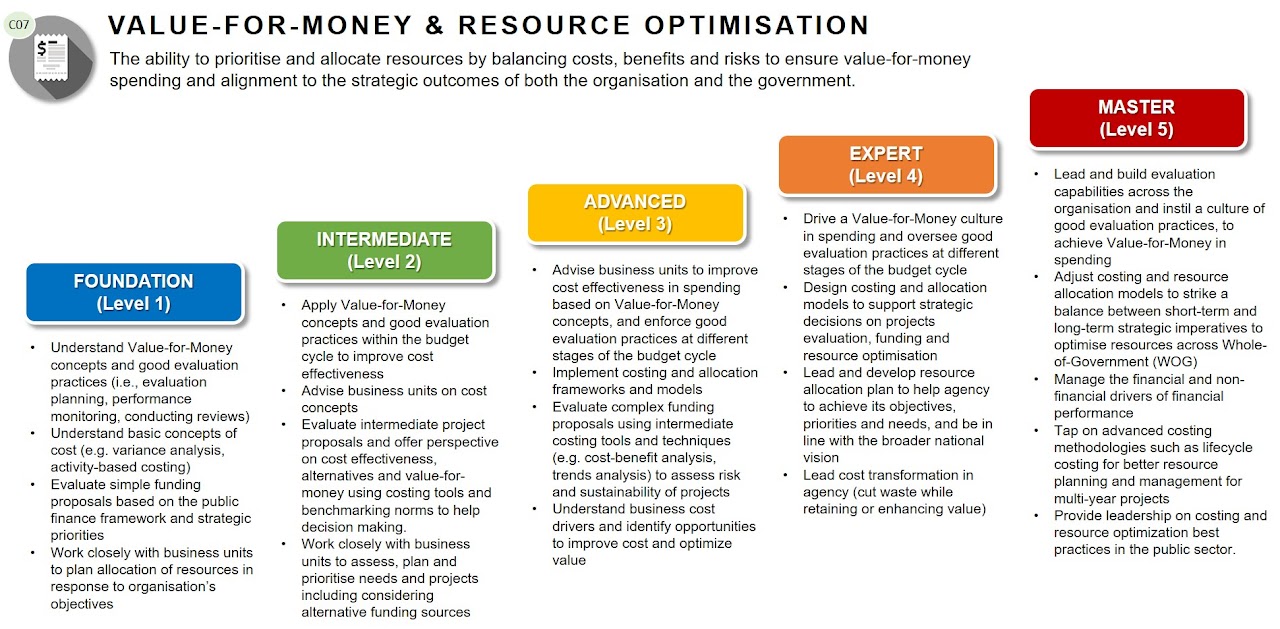 C07
VALUE-FOR-MONEY & RESOURCE OPTIMISATION
The ability to prioritise and allocate resources by balancing costs, benefits and risks to ensure value-for-money
spending and alignment to the strategic outcomes of both the organisation and the government.
FOUNDATION
(Level 1)
• Understand Value-for-Money
concepts and good evaluation
practices (i.e., evaluation
planning, performance
monitoring, conducting reviews)
• Understand basic concepts of
cost (e.g. variance analysis,
activity-based costing)
• Evaluate simple funding
proposals based on the public
finance framework and strategic
priorities
• Work closely with business units
to plan allocation of resources in
response to organisation's
objectives
INTERMEDIATE
(Level 2)
• Apply Value-for-Money
concepts and good evaluation
practices within the budget
cycle to improve cost
effectiveness
• Advise business units on cost
concepts
• Evaluate intermediate project
proposals and offer perspective
on cost effectiveness,
alternatives and value-for-
money using costing tools and
benchmarking norms to help
decision making.
• Work closely with business
units to assess, plan and
prioritise needs and projects
including considering
alternative funding sources
ADVANCED
(Level 3)
• Advise business units to improve
cost effectiveness in spending
based on Value-for-Money
concepts, and enforce good
evaluation practices at different
stages of the budget cycle
• Implement costing and allocation
frameworks and models
• Evaluate complex funding
proposals using intermediate
costing tools and techniques
(e.g. cost-benefit analysis,
trends analysis) to assess risk
and sustainability of projects
• Understand business cost
drivers and identify opportunities
to improve cost and optimize
value
EXPERT
(Level 4)
• Drive a Value-for-Money culture
in spending and oversee good
evaluation practices at different
stages of the budget cycle
• Design costing and allocation
models to support strategic
decisions on projects
evaluation, funding and
resource optimisation
• Lead and develop resource
allocation plan to help agency
to achieve its objectives,
priorities and needs, and be in
line with the broader national
vision
• Lead cost transformation in
agency (cut waste while
retaining or enhancing value)
MASTER
(Level 5)
• Lead and build evaluation
capabilities across the
organisation and instil a culture of
good evaluation practices, to
achieve Value-for-Money in
spending
• Adjust costing and resource
allocation models to strike a
balance between short-term and
long-term strategic imperatives to
optimise resources across Whole-
of-Government (WOG)
• Manage the financial and non-
financial drivers of financial
performance
• Tap on advanced costing
methodologies such as lifecycle
costing for better resource
planning and management for
multi-year projects
• Provide leadership on costing and
resource optimization best
practices in the public sector.